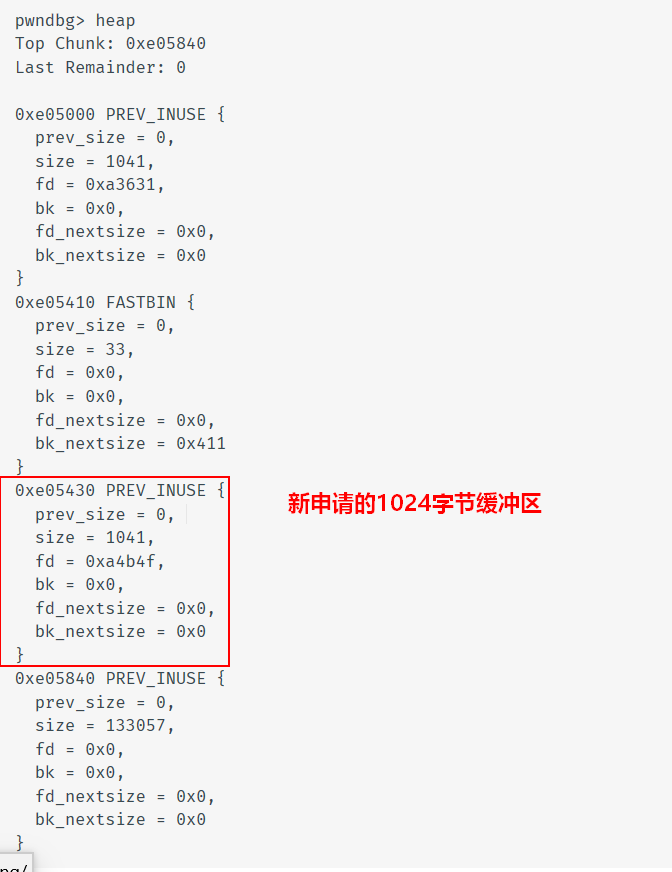 pwndbg> heap
Top Chunk: 0xe05840
Last Remainder: 0
0xe05000 PREV_INUSE {
prev_size = 0,
size = 1041,
fd = 0xa3631,
bk = 0x0,
fd_nextsize = 0x0,
bk_nextsize = 0x0
}
0xe05410 FASTBIN {
prev_size = 0,
size = 33,
fd = 0x0,
bk = 0x0,
fd_nextsize = 0x0,
bk_nextsize = 0x411
}
0xe05430 PREV_INUSE {
新申请的1024字节缓冲区
prev_size = 0,
size = 1041,
fd = 0xa4b4f,
bk = 0x0,
fd_nextsize = 0x0,
bk_nextsize = 0x0
}
0xe05840 PREV_INUSE {
prev_size = 0,
size = 133057,
fd = 0x0,
bk = 0x0,
fd_nextsize = 0x0,
bk_nextsize = 0x0
}